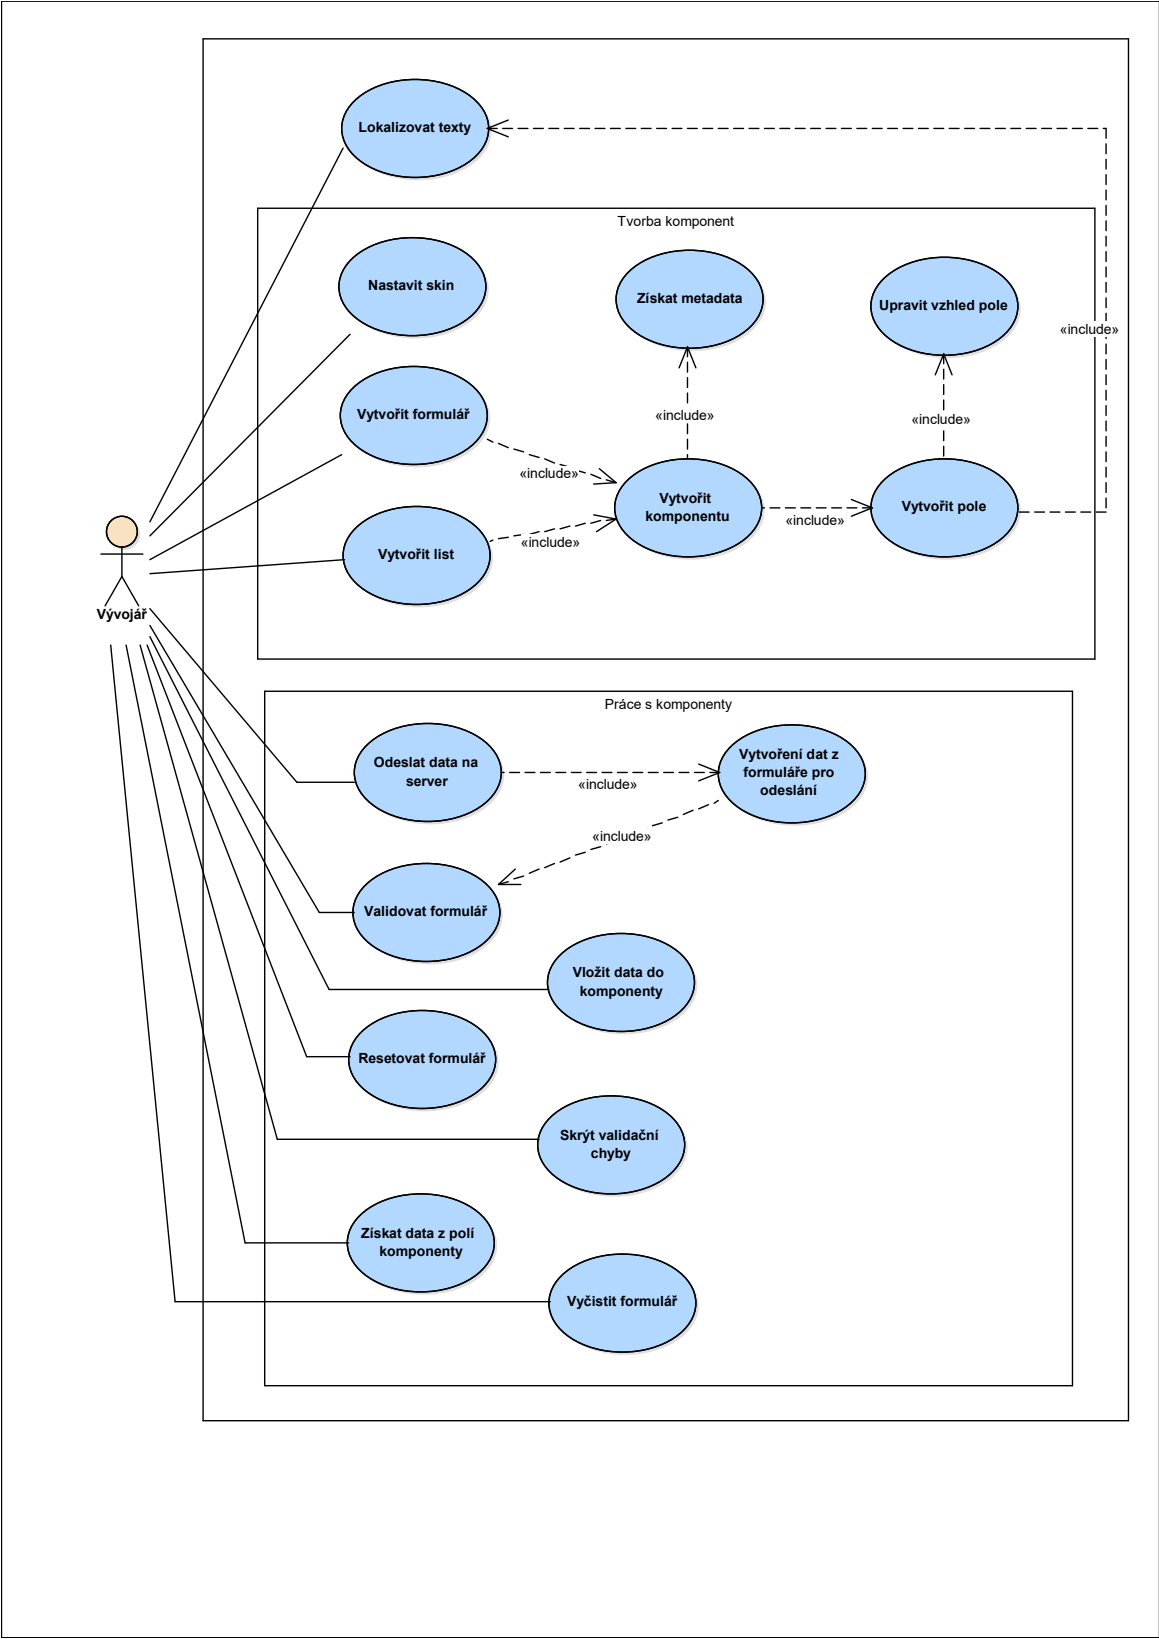 Lokalizovat texty
Tvorba komponent
Nastavit skin
Získat metadata
Upravit vzhled pole
«include»
Vytvořit formulář
«include»
«include»
«include»
Vytvořit
komponentu
Vytvořit pole
«include»
«include»
Vytvořit list
Vývojář
Práce s komponenty
Odeslat data na
server
«include»
Vytvoření dat z
formuláře pro
odeslání
«include»
Validovat formulář
Vložit data do
komponenty
Resetovat formulář
Skrýt validační
chyby
Získat data z polí
komponenty
Vyčistit formulář